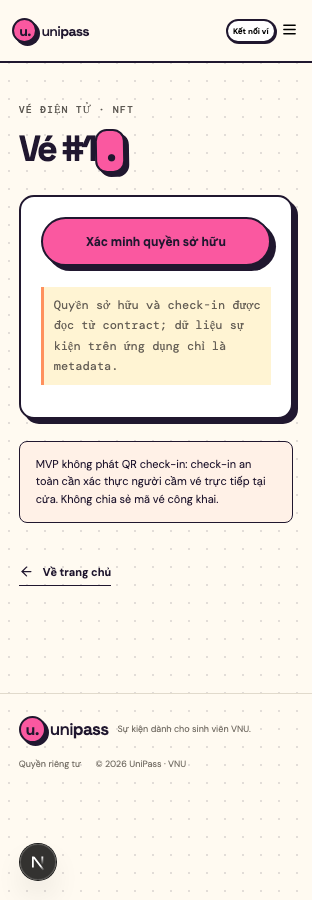 u. unipass
Kết nối ví
VÉ ĐIỆN TỬ · NFT
Vé #1.
Xác minh quyền sở hữu
Quyền sở hữu và check-in được
đọc từ contract; dữ liệu sự
kiện trên ứng dụng chỉ là
metadata.
MVP không phát QR check-in: check-in an
toàn cần xác thực người cầm vé trực tiếp tại
cửa. Không chia sẻ mã vé công khai.
← Về trang chủ
u. unipass Sự kiện dành cho sinh viên VNU.
Quyền riêng tư © 2026 UniPass · VNU
N